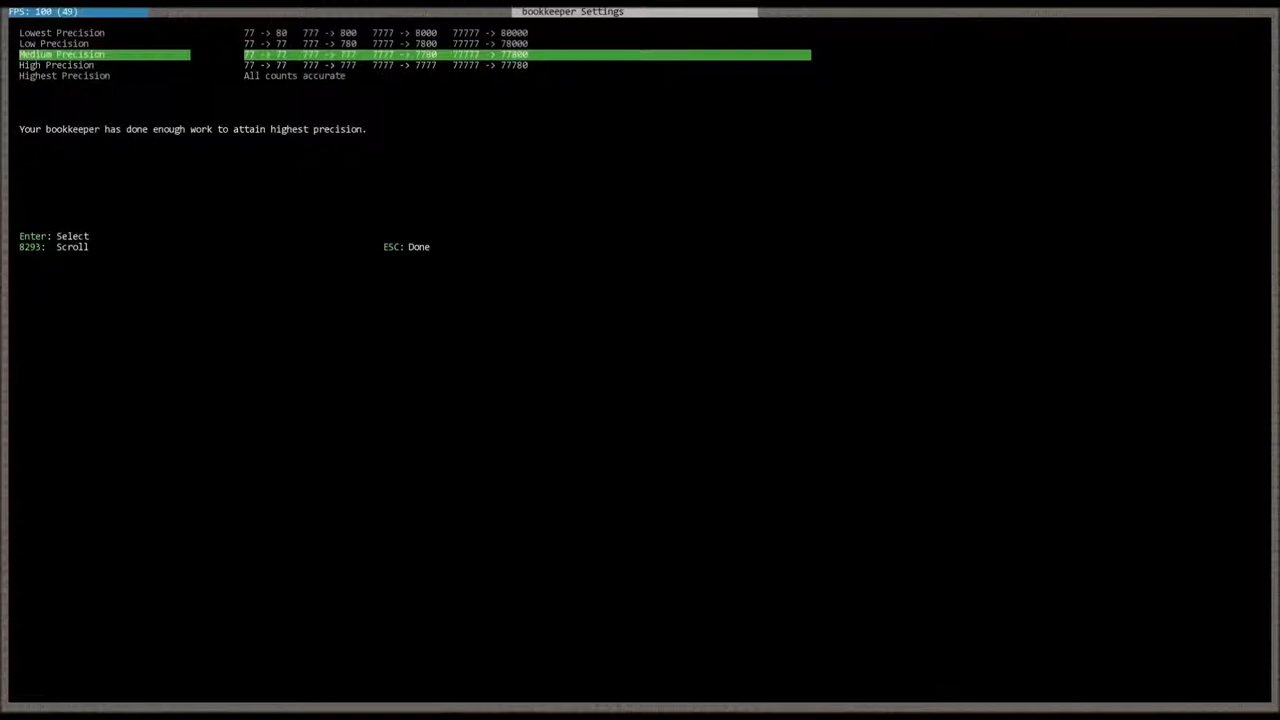 FPS: 100 (49) bookkeeper Settings
Lowest Precision 77 -> 80 777 -> 800 7777 -> 8000 77777 -> 80000
Low Precision 77 -> 77 777 -> 780 7777 -> 7800 77777 -> 78000
Medium Precision 77 -> 77 777 -> 777 7777 -> 7780 77777 -> 77800
High Precision 77 -> 77 777 -> 777 7777 -> 7777 77777 -> 77780
Highest Precision All counts accurate
Your bookkeeper has done enough work to attain highest precision.
Enter: Select
8293: Scroll ESC: Done